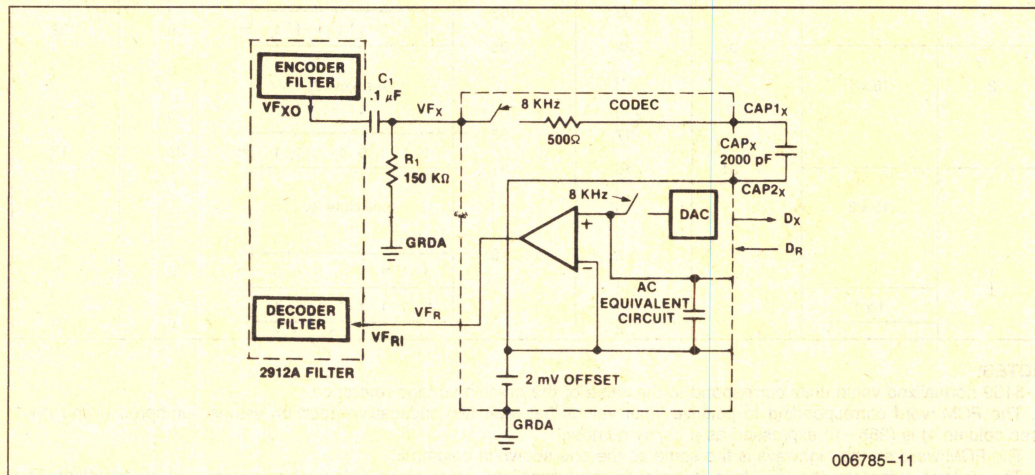 ENCODER
FILTER
VFXO
C1
.1 µF
VFX
8 KHz
CODEC
CAP1X
500Ω
CAPX
2000 pF
R1
150 KΩ
CAP2X
8 KHz
DAC
DX
DR
+
−
GRDA
AC
EQUIVALENT
CIRCUIT
DECODER
FILTER
VFR
VFRI
2912A FILTER
2 mV OFFSET
GRDA
006785-11